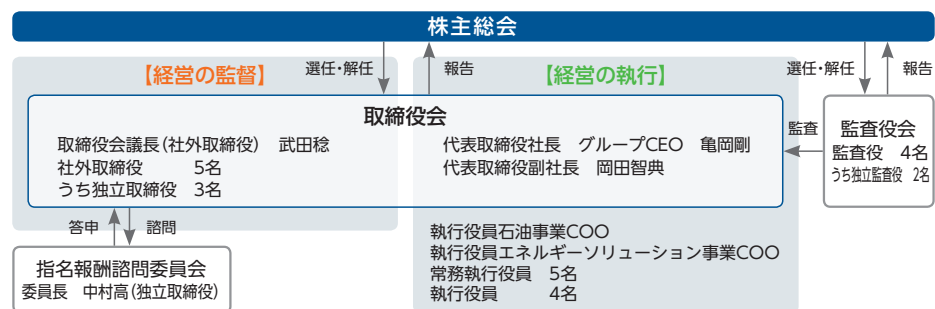 株主総会
【経営の監督】
選任・解任
報告
【経営の執行】
選任・解任
報告
取締役会
取締役会議長(社外取締役) 武田稔
社外取締役 5名
うち独立取締役 3名
代表取締役社長 グループCEO 亀岡剛
代表取締役副社長 岡田智典
監査
監査役会
監査役 4名
うち独立監査役 2名
答申
諮問
指名報酬諮問委員会
委員長 中村高(独立取締役)
執行役員石油事業COO
執行役員エネルギーソリューション事業COO
常務執行役員 5名
執行役員 4名